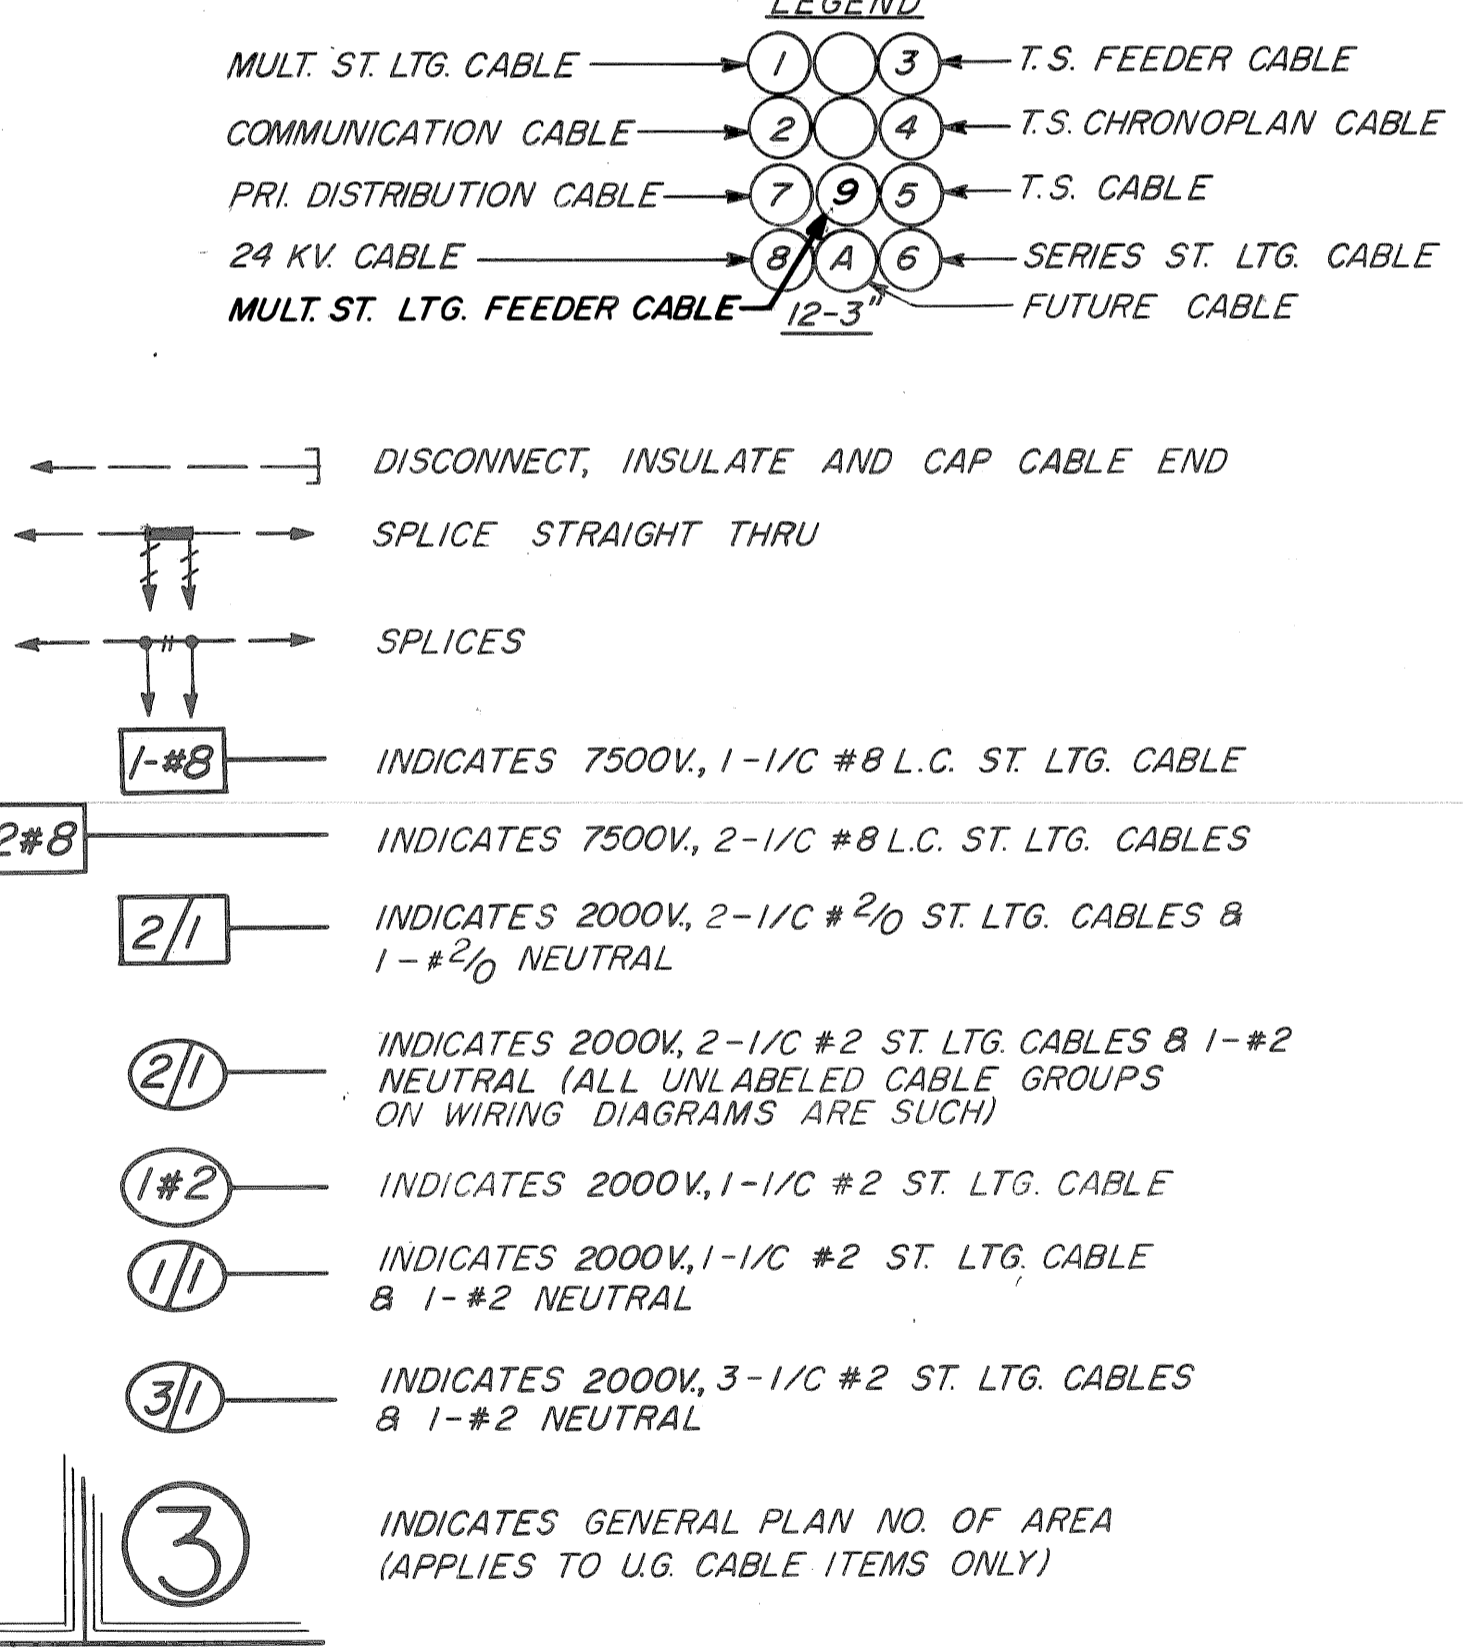 LEGEND
MULT. ST. LTG. CABLE 1 3 T.S. FEEDER CABLE
COMMUNICATION CABLE 2 4 T.S. CHRONOPLAN CABLE
PRI. DISTRIBUTION CABLE 7 9 5 T.S. CABLE
24 KV. CABLE 8 A 6 SERIES ST. LTG. CABLE
MULT. ST. LTG. FEEDER CABLE 12-3" FUTURE CABLE
DISCONNECT, INSULATE AND CAP CABLE END
SPLICE STRAIGHT THRU
SPLICES
1-#8 INDICATES 7500V., 1-1/C #8 L.C. ST. LTG. CABLE
2#8 INDICATES 7500V., 2-1/C #8 L.C. ST. LTG. CABLES
2/1 INDICATES 2000V., 2-1/C #2/0 ST. LTG. CABLES &
1-#2/0 NEUTRAL
2/1 INDICATES 2000V., 2-1/C #2 ST. LTG. CABLES & 1-#2
NEUTRAL (ALL UNLABELED CABLE GROUPS
ON WIRING DIAGRAMS ARE SUCH)
1#2 INDICATES 2000V., 1-1/C #2 ST. LTG. CABLE
1/1 INDICATES 2000V., 1-1/C #2 ST. LTG. CABLE
& 1-#2 NEUTRAL
3/1 INDICATES 2000V., 3-1/C #2 ST. LTG. CABLES
& 1-#2 NEUTRAL
3 INDICATES GENERAL PLAN NO. OF AREA
(APPLIES TO U.G. CABLE ITEMS ONLY)